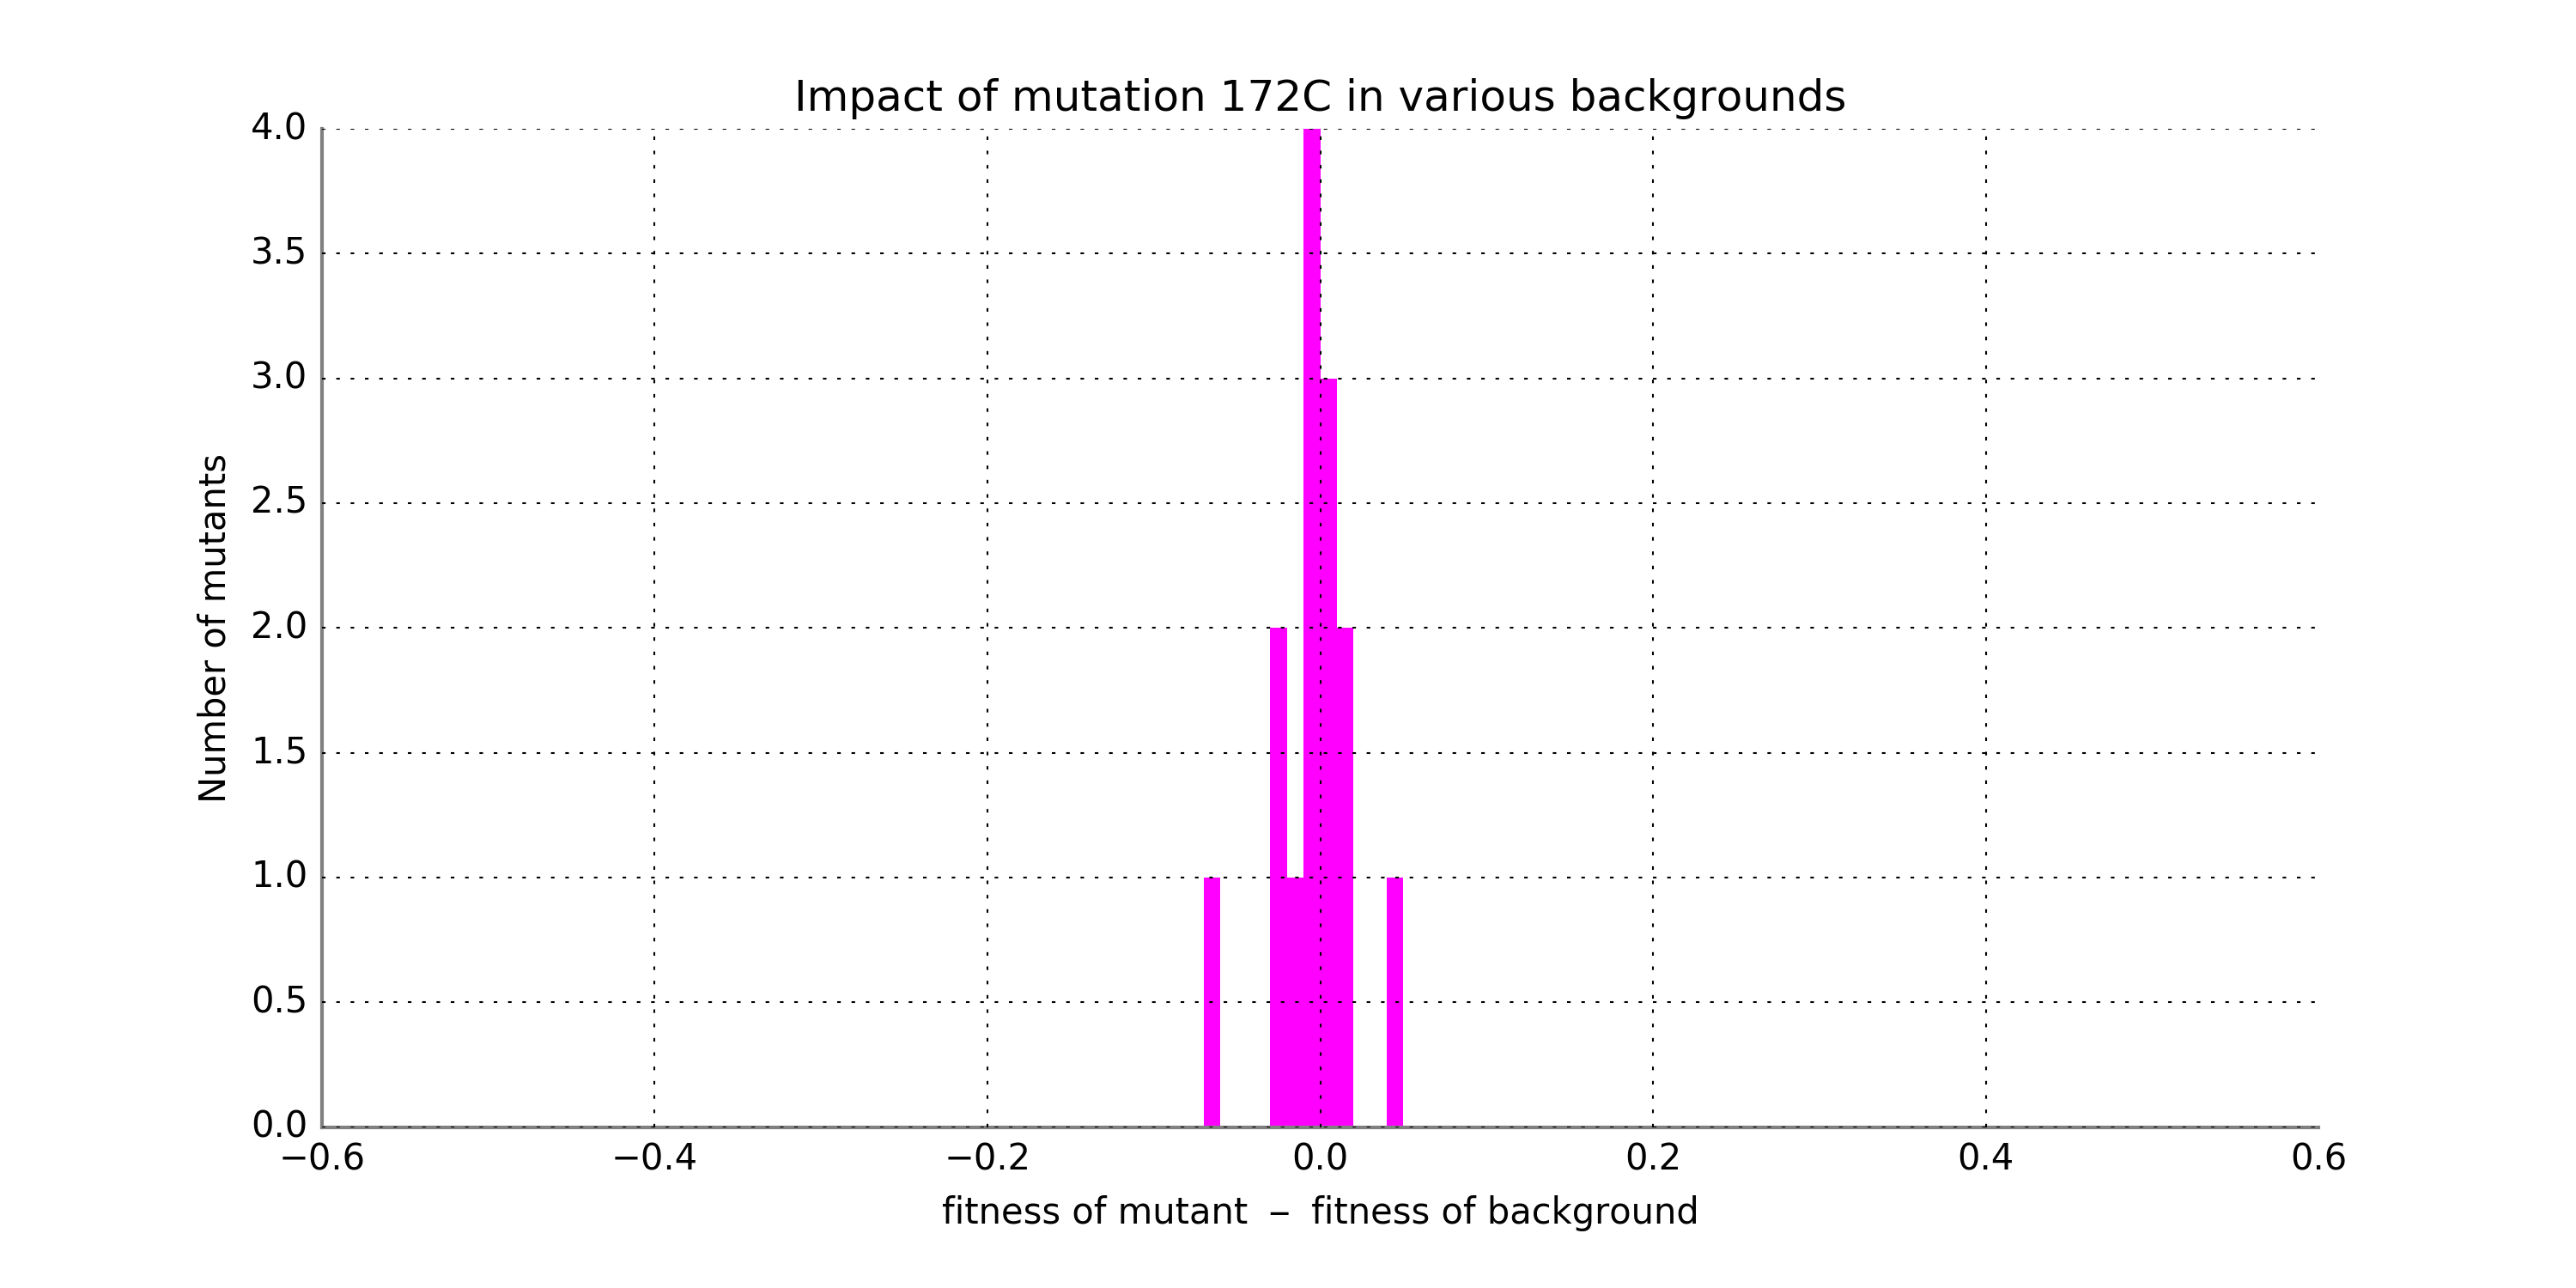 Impact of mutation 172C in various backgrounds
4.0
3.5
3.0
2.5
2.0
1.5
1.0
0.5
0.0
Number of mutants
−0.6 −0.4 −0.2 0.0 0.2 0.4 0.6
fitness of mutant − fitness of background